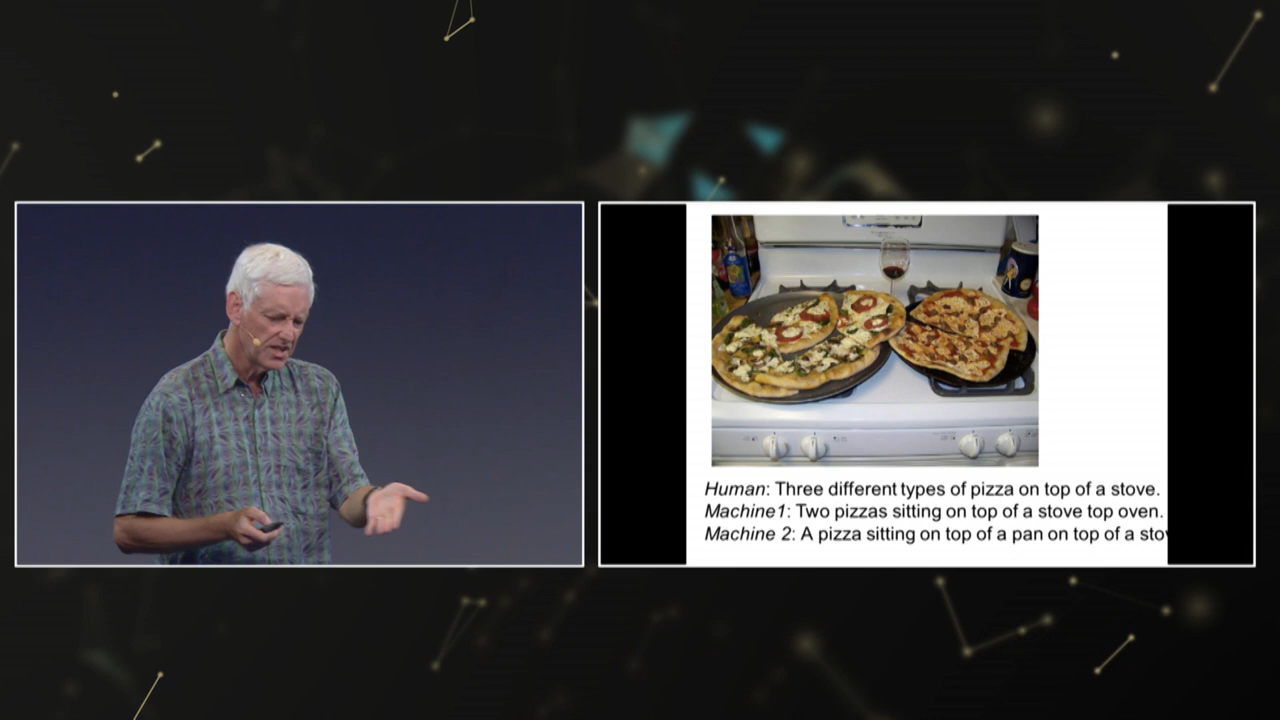 Human: Three different types of pizza on top of a stove.
Machine1: Two pizzas sitting on top of a stove top oven.
Machine 2: A pizza sitting on top of a pan on top of a stov